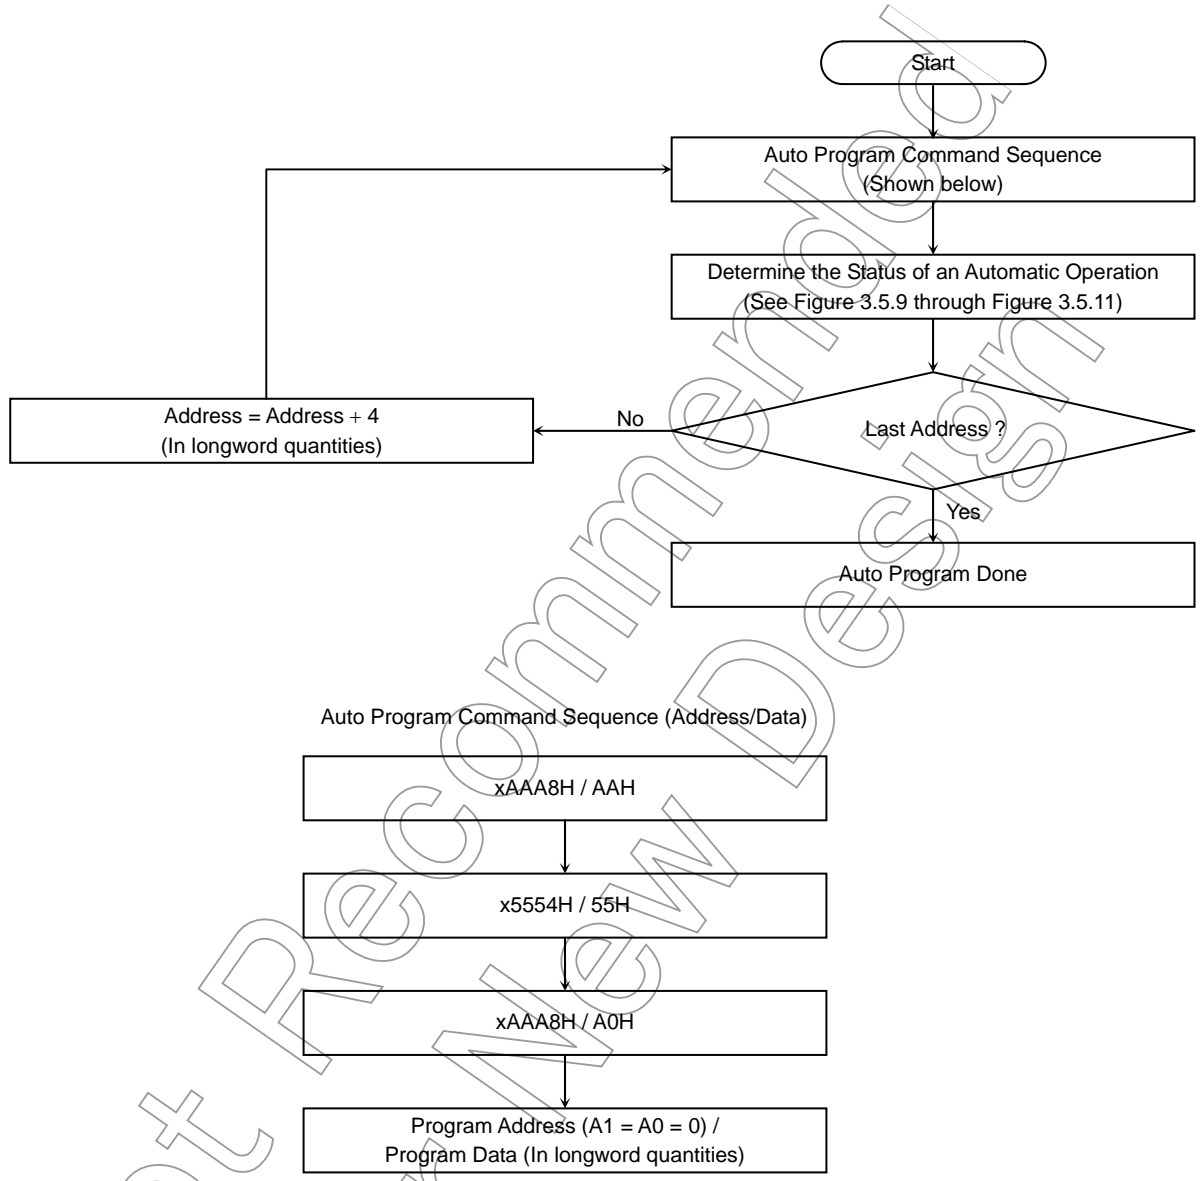 Start
Auto Program Command Sequence
(Shown below)
Determine the Status of an Automatic Operation
(See Figure 3.5.9 through Figure 3.5.11)
Address = Address + 4
(In longword quantities)
No
Last Address ?
Yes
Auto Program Done
Auto Program Command Sequence (Address/Data)
xAAA8H / AAH
x5554H / 55H
xAAA8H / A0H
Program Address (A1 = A0 = 0) /
Program Data (In longword quantities)
Recommended
New Design